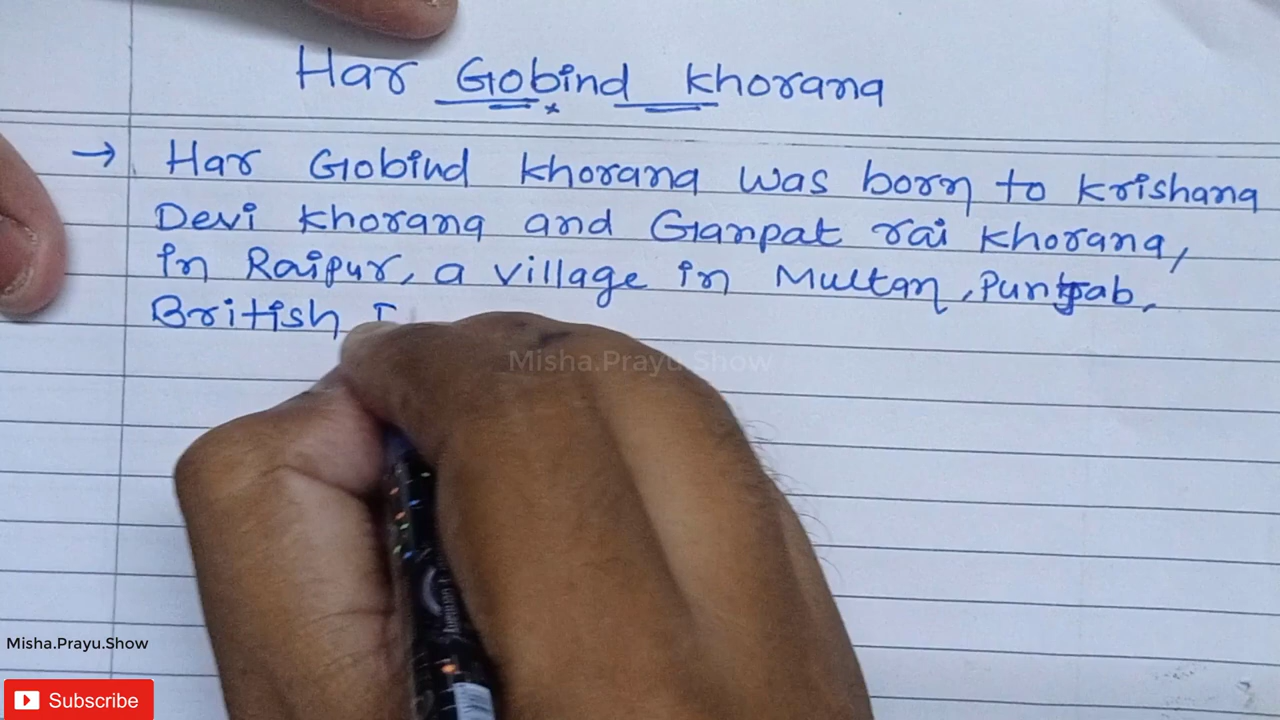 Har Gobind Khorana
→ Har Gobind Khorana was born to Krishana
Devi Khorana and Ganpat rai Khorana,
in Raipur, a village in Multan, Punjab,
British I
Misha.Prayu.Show
Misha.Prayu.Show
Subscribe